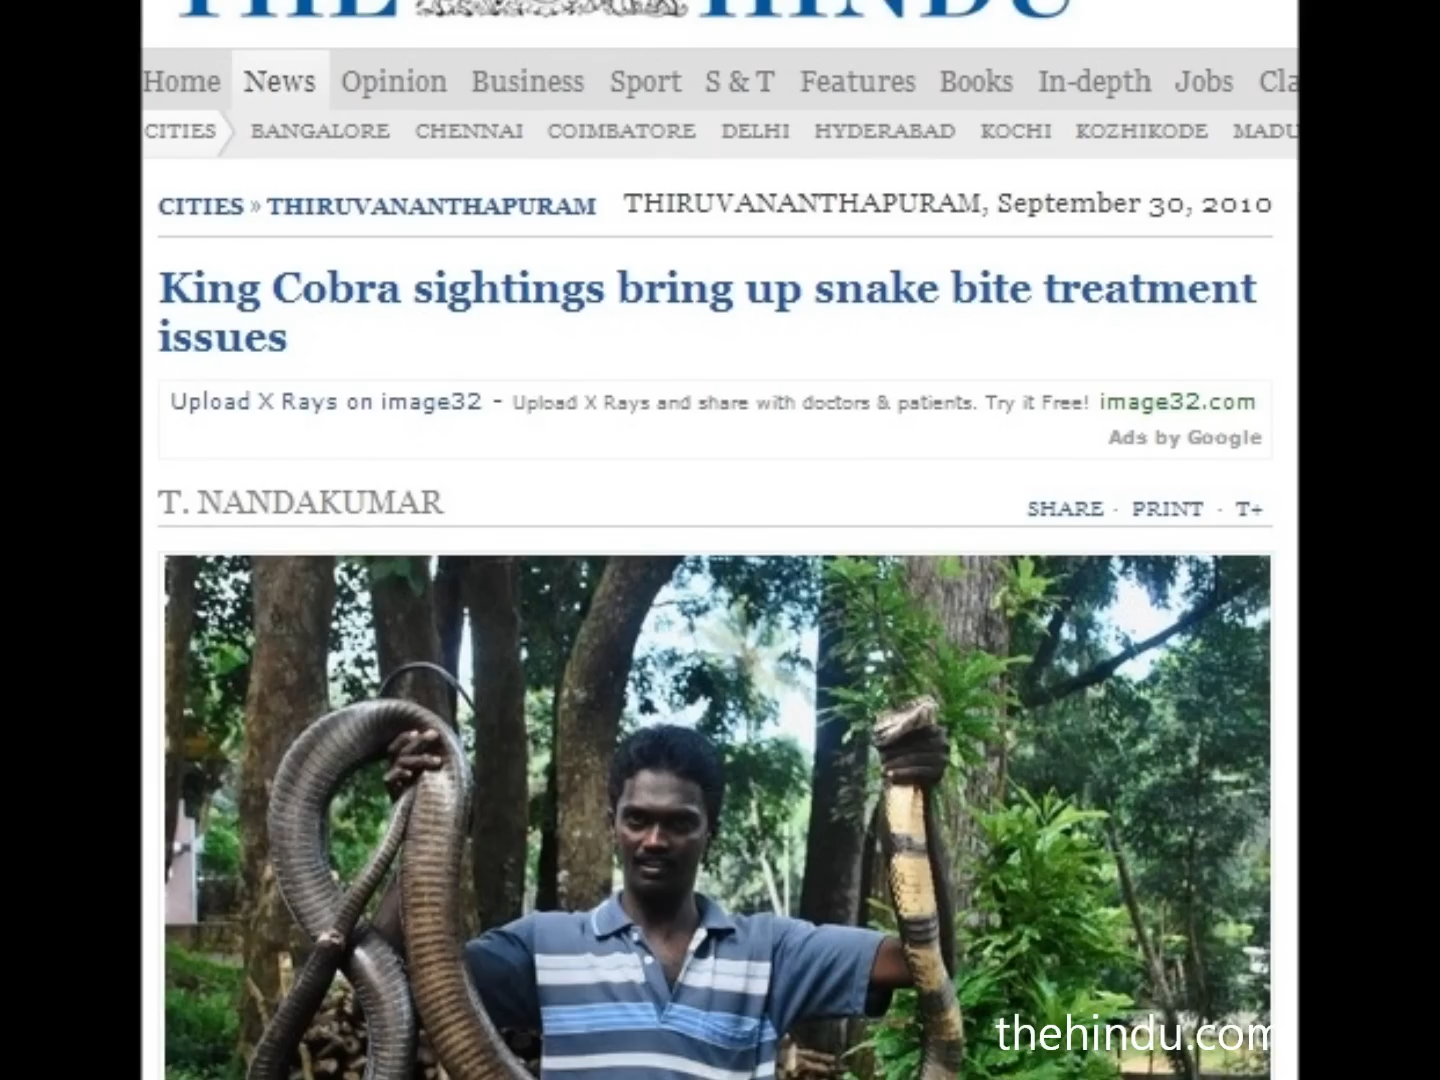 THE HINDU
Home News Opinion Business Sport S & T Features Books In-depth Jobs
CITIES BANGALORE CHENNAI COIMBATORE DELHI HYDERABAD KOCHI KOZHIKODE
CITIES » THIRUVANANTHAPURAM THIRUVANANTHAPURAM, September 30, 2010
King Cobra sightings bring up snake bite treatment
issues
Upload X Rays on image32 - Upload X Rays and share with doctors & patients. Try it Free! image32.com
Ads by Google
T. NANDAKUMAR SHARE · PRINT · T+
thehindu.com